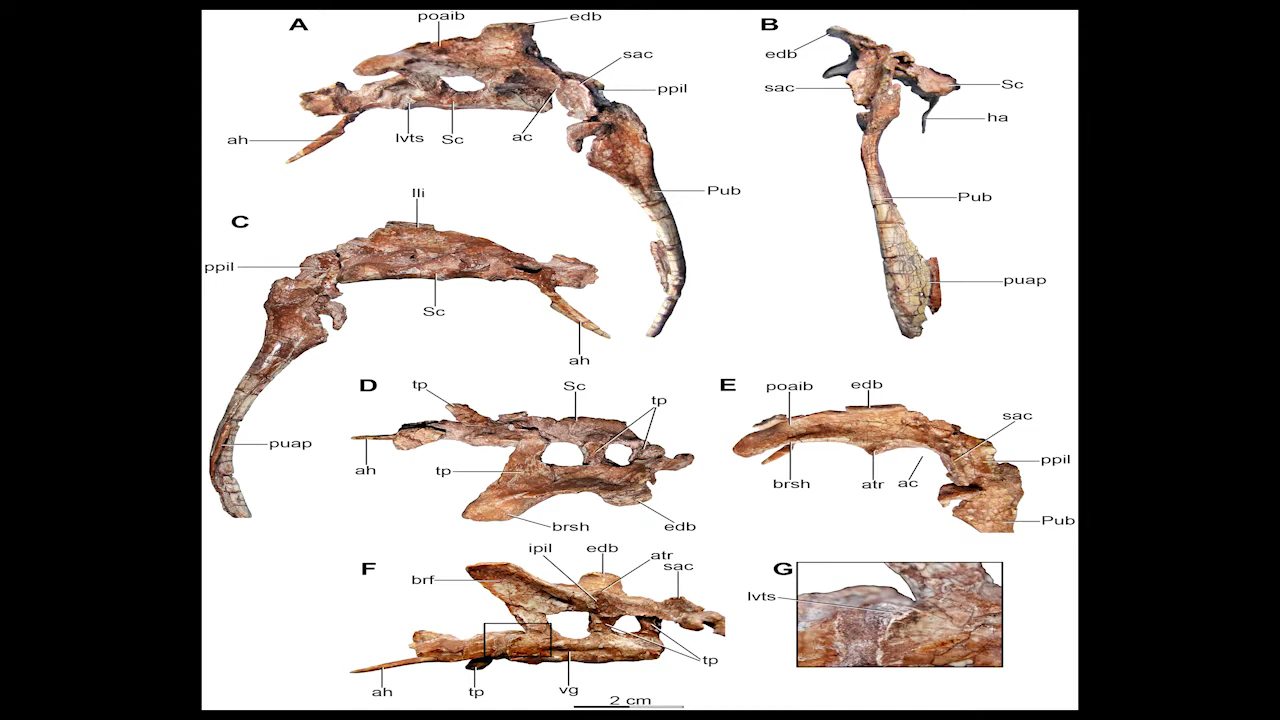 A
poaib
edb
sac
ppil
ah
lvts
Sc
ac
Pub
B
edb
sac
Sc
ha
Pub
puap
C
Ili
ppil
Sc
ah
puap
D
tp
Sc
tp
ah
tp
brsh
edb
E
poaib
edb
sac
ppil
brsh
atr
ac
Pub
F
ipil
edb
atr
sac
brf
tp
ah
tp
vg
2 cm
G
lvts